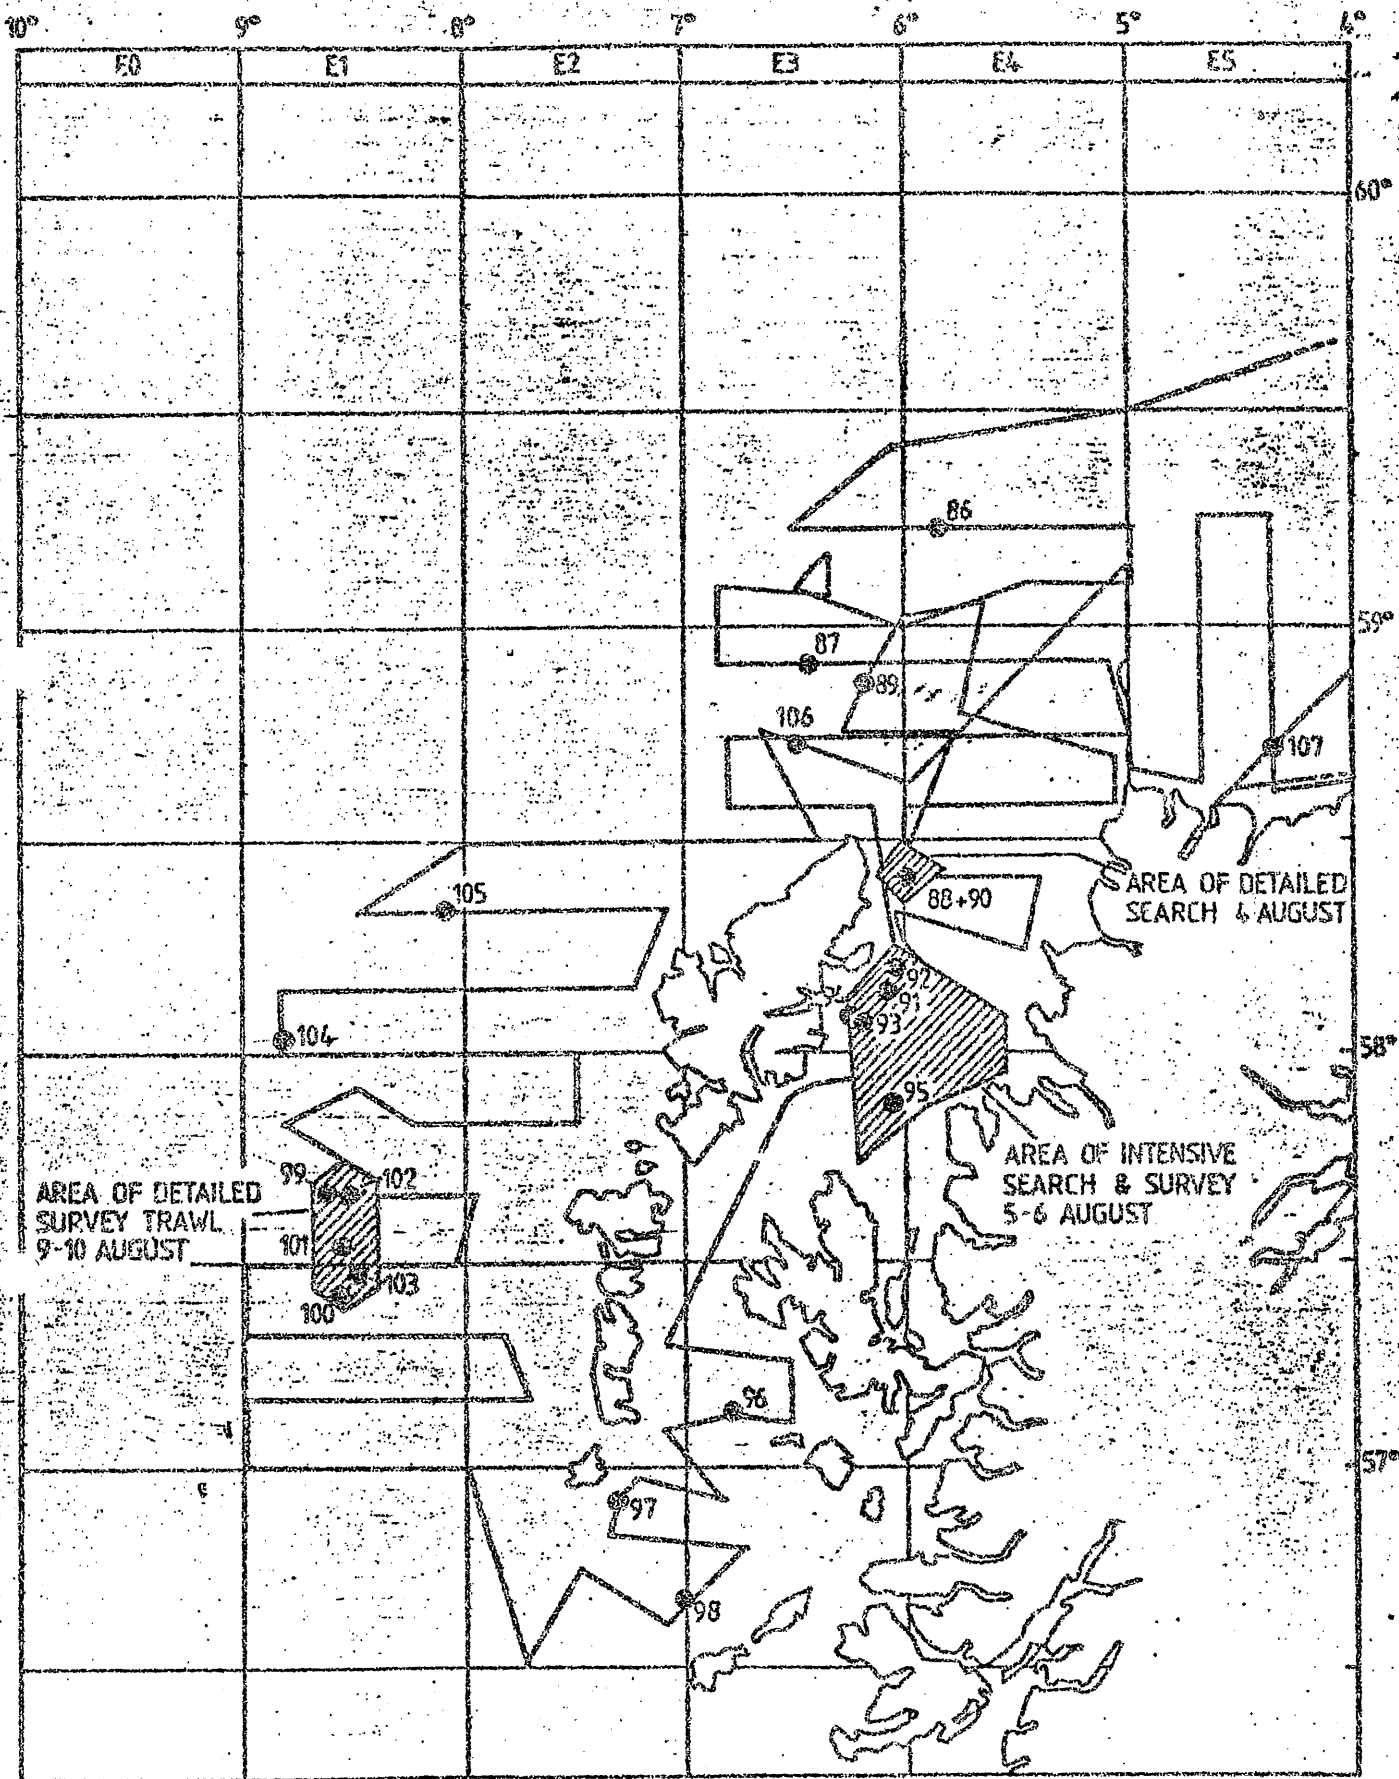 10° 9° 8° 7° 6° 5° 4°
E0 E1 E2 E3 E4 E5
60°
86
59°
87
89
106
107
105
88+90
AREA OF DETAILED
SEARCH 4 AUGUST
92
91
93
104
58°
95
AREA OF INTENSIVE
SEARCH & SURVEY
5-6 AUGUST
99
102
AREA OF DETAILED
SURVEY TRAWL
9-10 AUGUST
101
103
100
96
57°
97
98